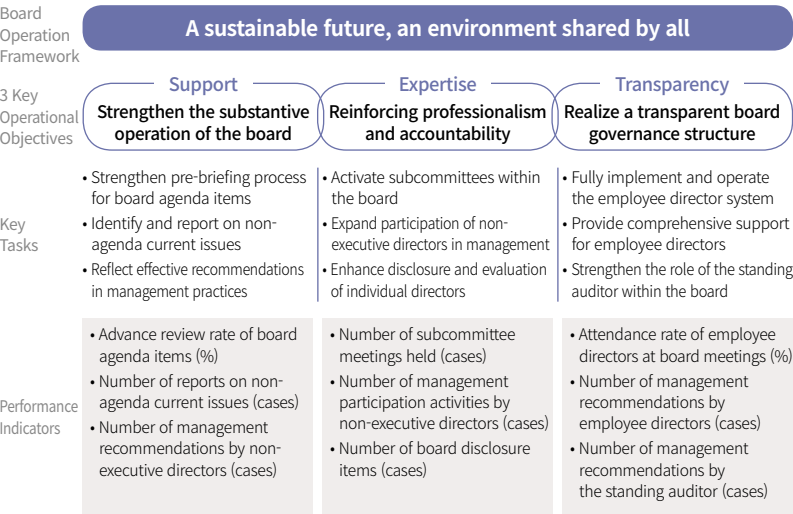 Board
Operation
Framework
A sustainable future, an environment shared by all
3 Key
Operational
Objectives
Support
Strengthen the substantive
operation of the board
Expertise
Reinforcing professionalism
and accountability
Transparency
Realize a transparent board
governance structure
Key
Tasks
• Strengthen pre-briefing process
for board agenda items
• Identify and report on non-
agenda current issues
• Reflect effective recommendations
in management practices
• Activate subcommittees within
the board
• Expand participation of non-
executive directors in management
• Enhance disclosure and evaluation
of individual directors
• Fully implement and operate
the employee director system
• Provide comprehensive support
for employee directors
• Strengthen the role of the standing
auditor within the board
Performance
Indicators
• Advance review rate of board
agenda items (%)
• Number of reports on non-
agenda current issues (cases)
• Number of management
recommendations by non-
executive directors (cases)
• Number of subcommittee
meetings held (cases)
• Number of management
participation activities by
non-executive directors (cases)
• Number of board disclosure
items (cases)
• Attendance rate of employee
directors at board meetings (%)
• Number of management
recommendations by
employee directors (cases)
• Number of management
recommendations by
the standing auditor (cases)